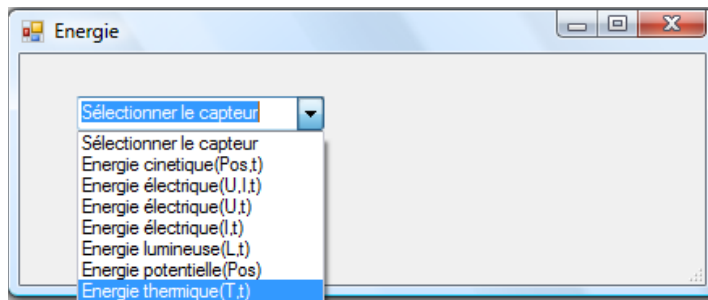 Energie
Sélectionner le capteur
Sélectionner le capteur
Energie cinetique(Pos,t)
Energie électrique(U,I,t)
Energie électrique(U,t)
Energie électrique(I,t)
Energie lumineuse(L,t)
Energie potentielle(Pos)
Energie thermique(T,t)